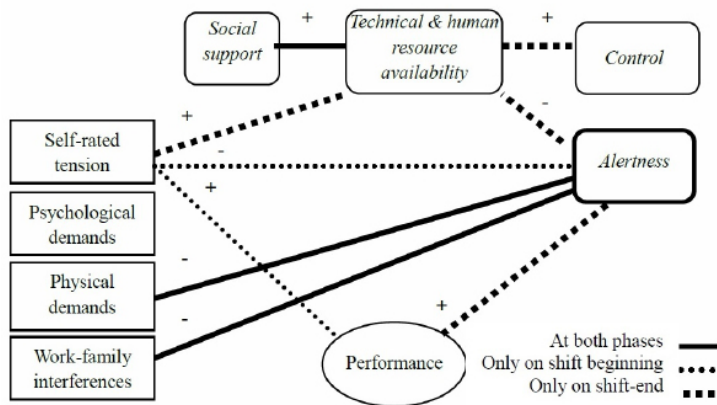 +
+
Social
support
Technical & human
resource
availability
Control
+
-
Self-rated
tension
-
+
Alertness
Psychological
demands
-
Physical
demands
-
+
Work-family
interferences
Performance
At both phases
Only on shift beginning
Only on shift-end